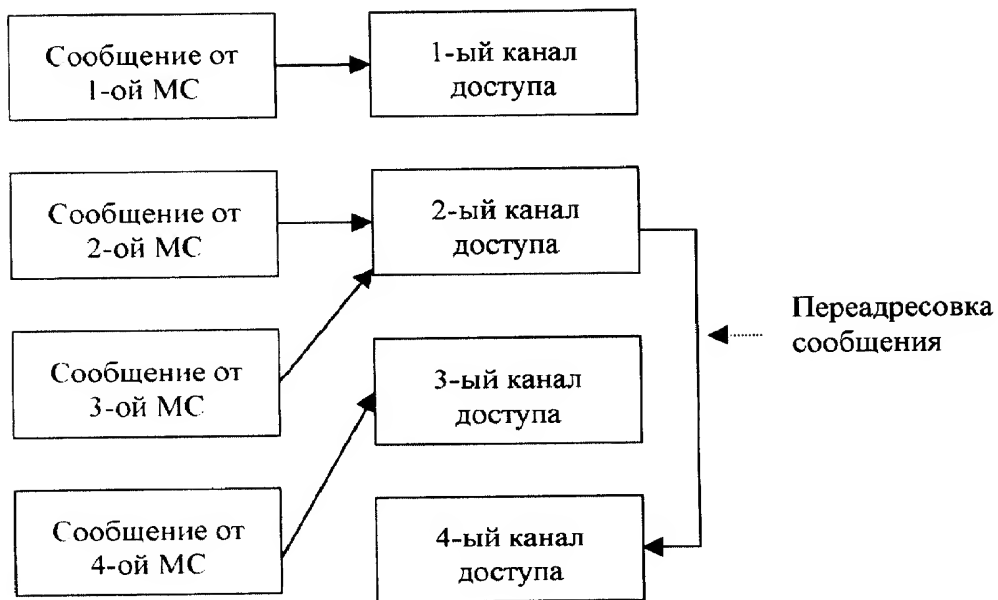 Сообщение от
1-ой МС
1-ый канал
доступа
Сообщение от
2-ой МС
2-ый канал
доступа
Переадресовка
сообщения
Сообщение от
3-ой МС
3-ый канал
доступа
Сообщение от
4-ой МС
4-ый канал
доступа